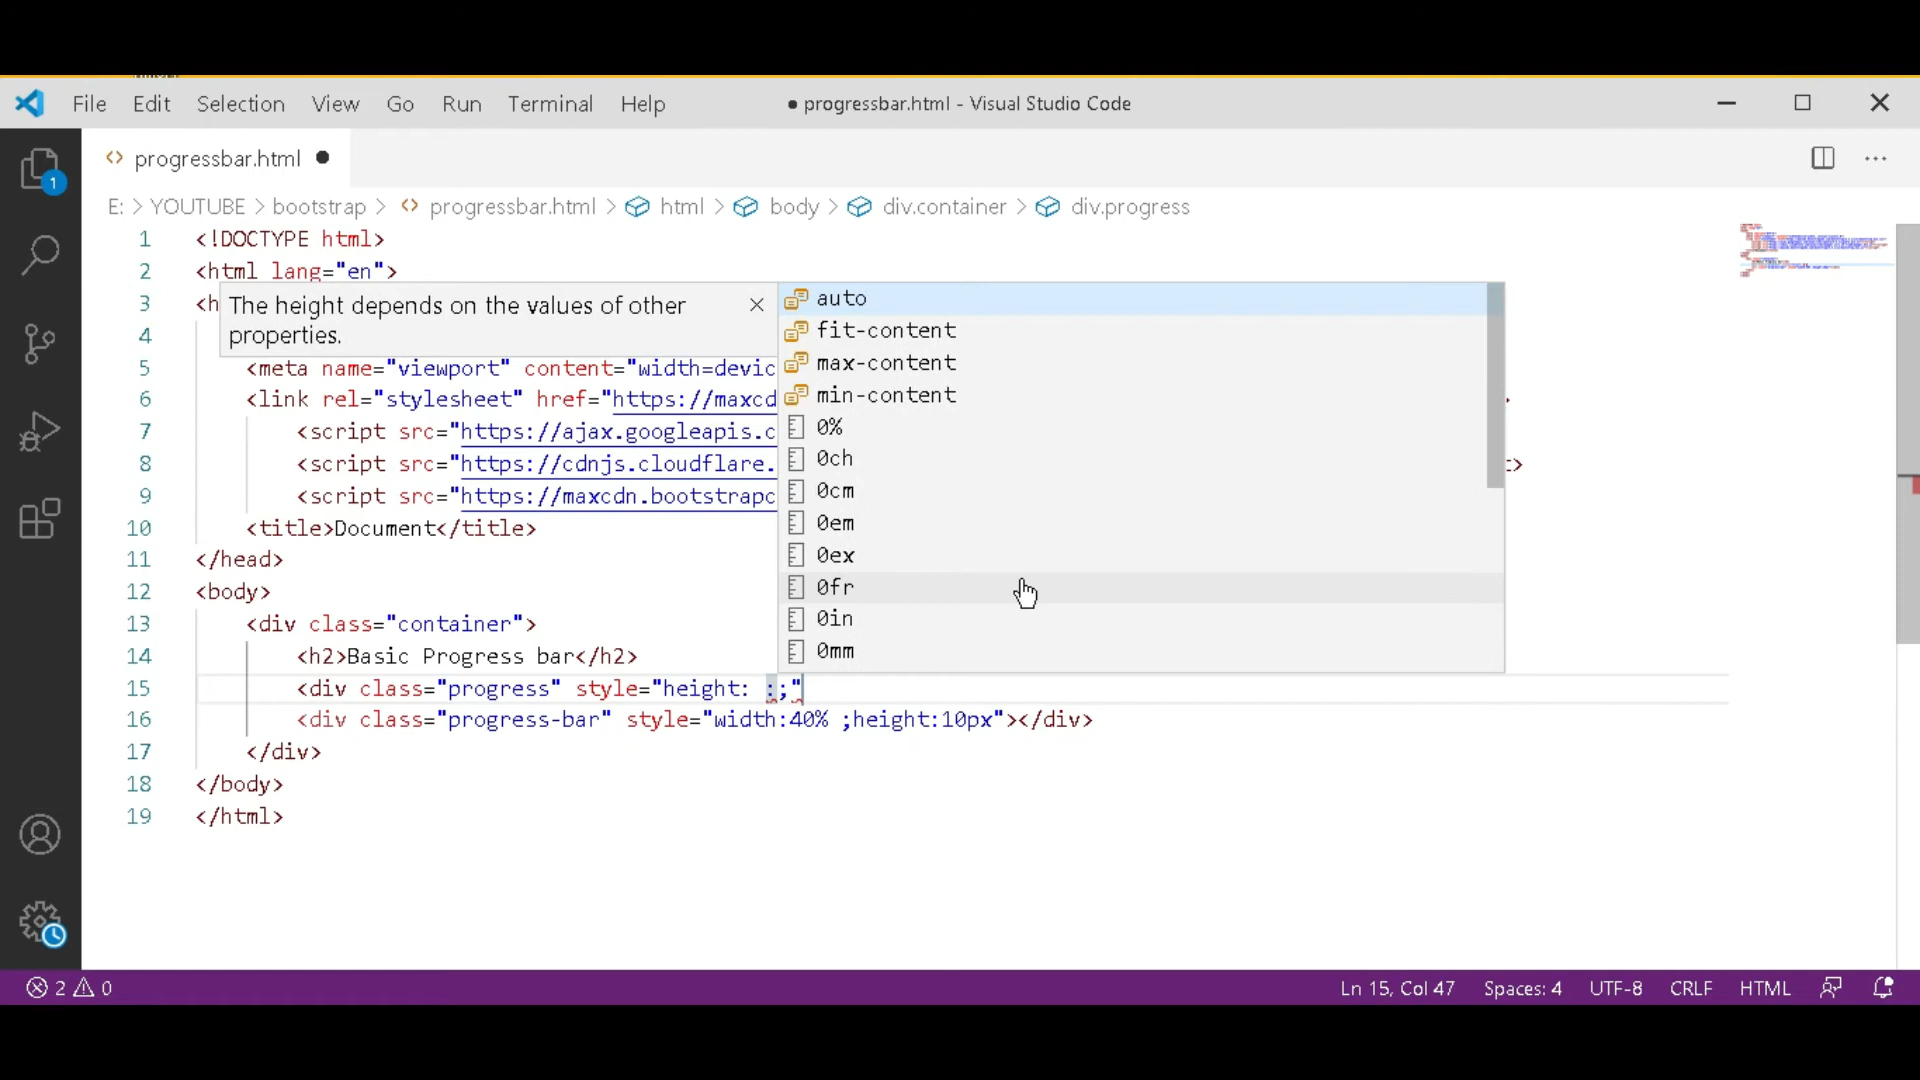 File Edit Selection View Go Run Terminal Help ● progressbar.html - Visual Studio Code
progressbar.html ●
1
E: > YOUTUBE > bootstrap > progressbar.html > html > body > div.container > div.progress
1 <!DOCTYPE html>
2 <html lang="en">
3 <h
The height depends on the values of other
properties.
auto
fit-content
max-content
min-content
0%
0ch
0cm
0em
0ex
0fr
0in
0mm
4
5 <meta name="viewport" content="width=devic
6 <link rel="stylesheet" href="https://maxcd
7 <script src="https://ajax.googleapis.c
8 <script src="https://cdnjs.cloudflare. t>
9 <script src="https://maxcdn.bootstrapc
10 <title>Document</title>
11 </head>
12 <body>
13 <div class="container">
14 <h2>Basic Progress bar</h2>
15 <div class="progress" style="height: :;"
16 <div class="progress-bar" style="width:40% ;height:10px"></div>
17 </div>
18 </body>
19 </html>
2 0 Ln 15, Col 47 Spaces: 4 UTF-8 CRLF HTML